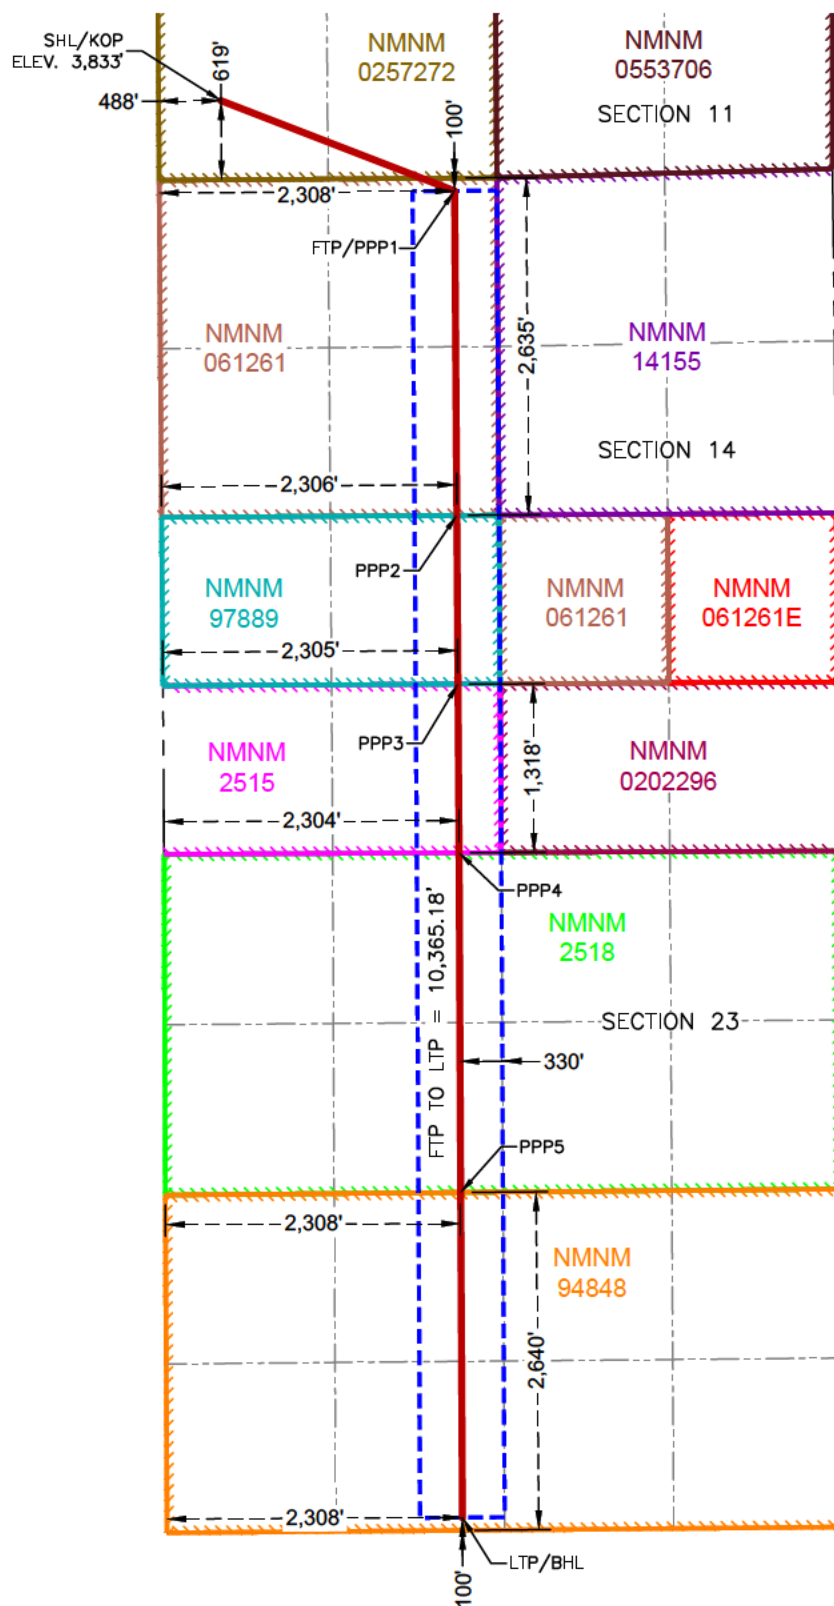 SHL/KOP
ELEV. 3,833'
619'
488'
NMNM
0257272
NMNM
0553706
SECTION 11
100'
2,308'
FTP/PPP1
NMNM
061261
2,635'
NMNM
14155
SECTION 14
2,306'
PPP2
NMNM
97889
NMNM
061261
NMNM
061261E
2,305'
PPP3
NMNM
2515
1,318'
NMNM
0202296
2,304'
PPP4
NMNM
2518
FTP TO LTP = 10,365.18'
SECTION 23
330'
PPP5
2,308'
NMNM
94848
2,640'
2,308'
LTP/BHL
100'